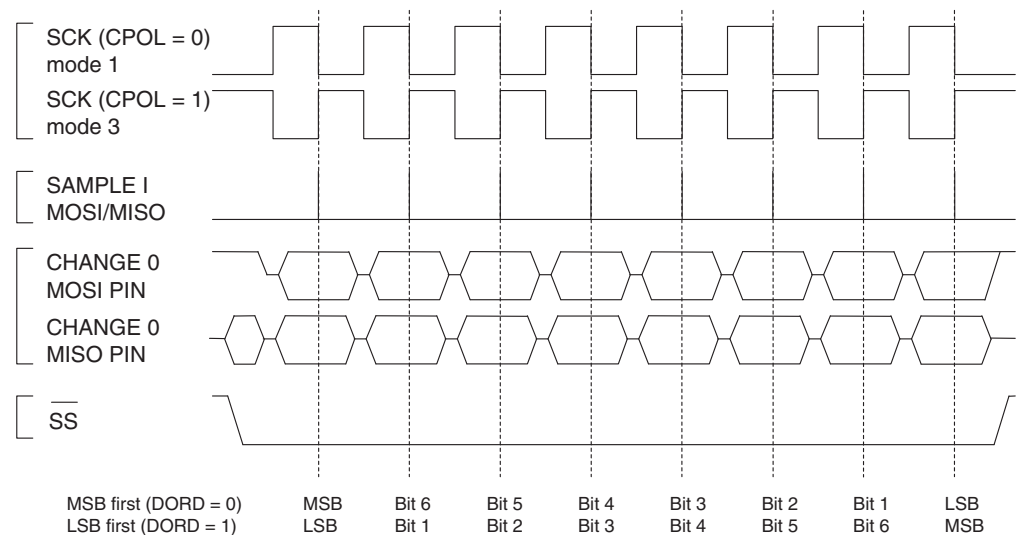 SCK (CPOL = 0)
mode 1
SCK (CPOL = 1)
mode 3
SAMPLE I
MOSI/MISO
CHANGE 0
MOSI PIN
CHANGE 0
MISO PIN
SS
MSB first (DORD = 0) MSB Bit 6 Bit 5 Bit 4 Bit 3 Bit 2 Bit 1 LSB
LSB first (DORD = 1) LSB Bit 1 Bit 2 Bit 3 Bit 4 Bit 5 Bit 6 MSB